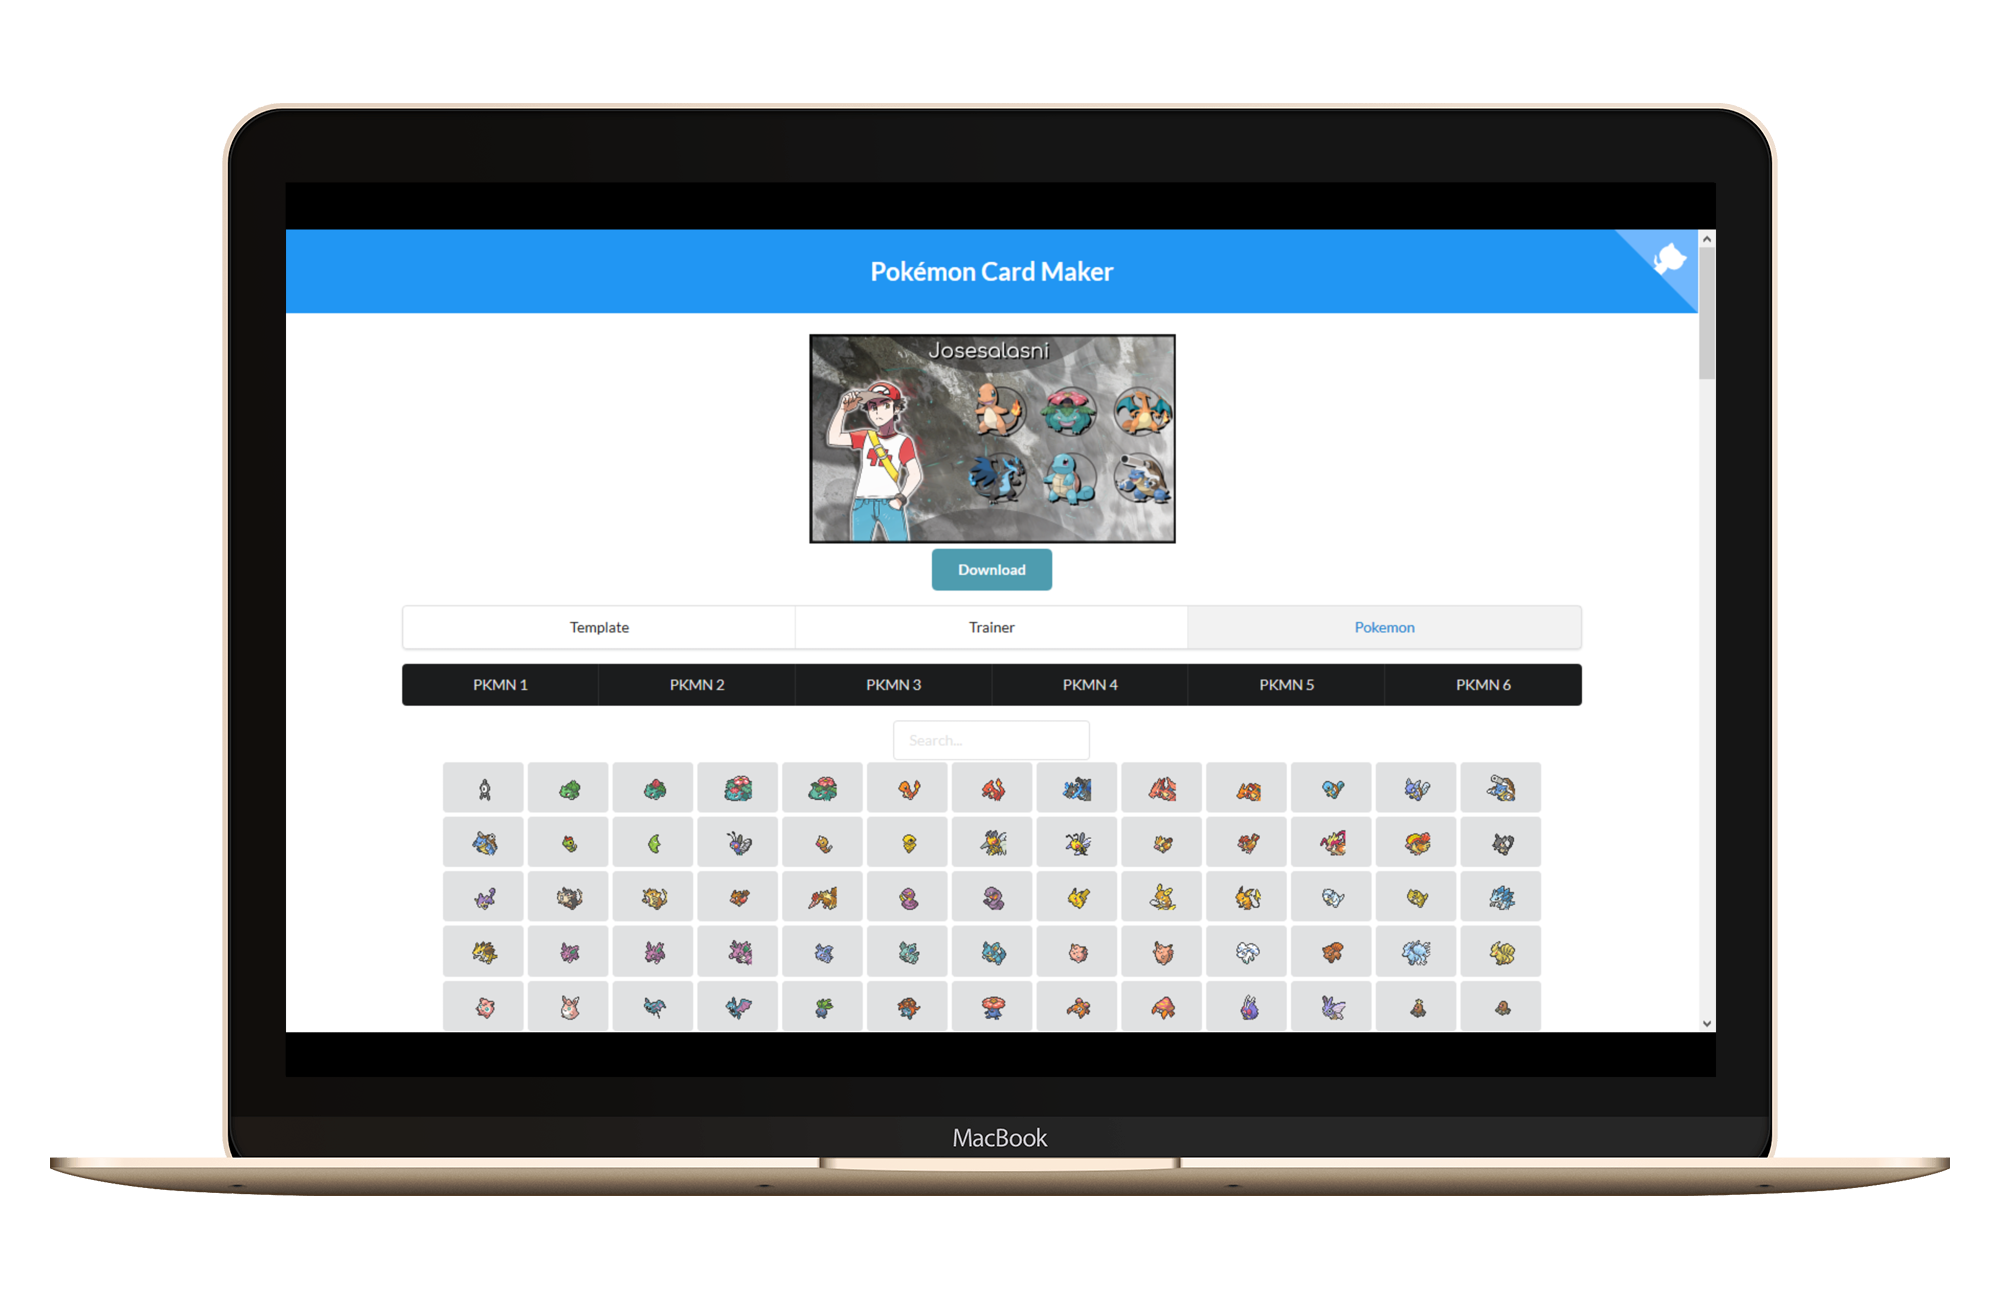 Pokémon Card Maker
Josesalasni
Download
Template Trainer Pokemon
PKMN 1 PKMN 2 PKMN 3 PKMN 4 PKMN 5 PKMN 6
Search...
MacBook